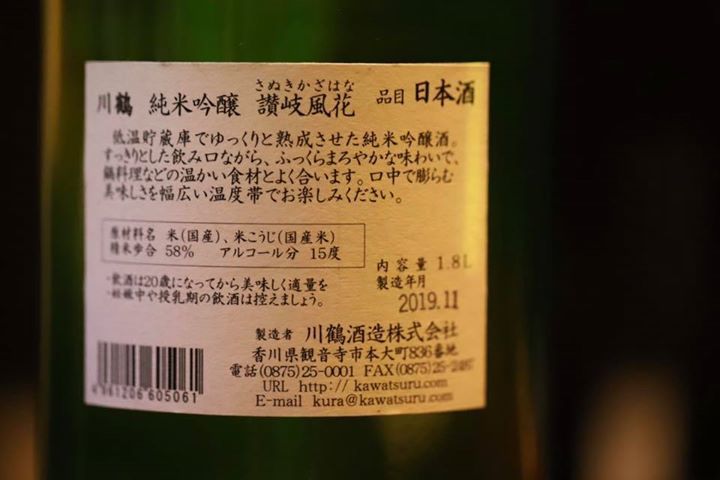 さぬきかざはな
川鶴 純米吟醸 讃岐風花 品目 日本酒
低温貯蔵庫でゆっくりと熟成させた純米吟醸酒。
すっきりとした飲み口ながら、ふっくらまろやかな味わいで、
鍋料理などの温かい食材とよく合います。口中で膨らむ
美味しさを幅広い温度帯でお楽しみください。
原材料名 米(国産)、米こうじ(国産米)
精米歩合 58% アルコール分 15度
内容量 1.8L
製造年月
2019.11
・飲酒は20歳になってから美味しく適量を
・妊娠中や授乳期の飲酒は控えましょう。
製造者 川鶴酒造株式会社
香川県観音寺市本大町836番地
電話(0875)25-0001 FAX(0875)25-2487
URL http://kawatsuru.com
E-mail kura@kawatsuru.com
4 961206 605061